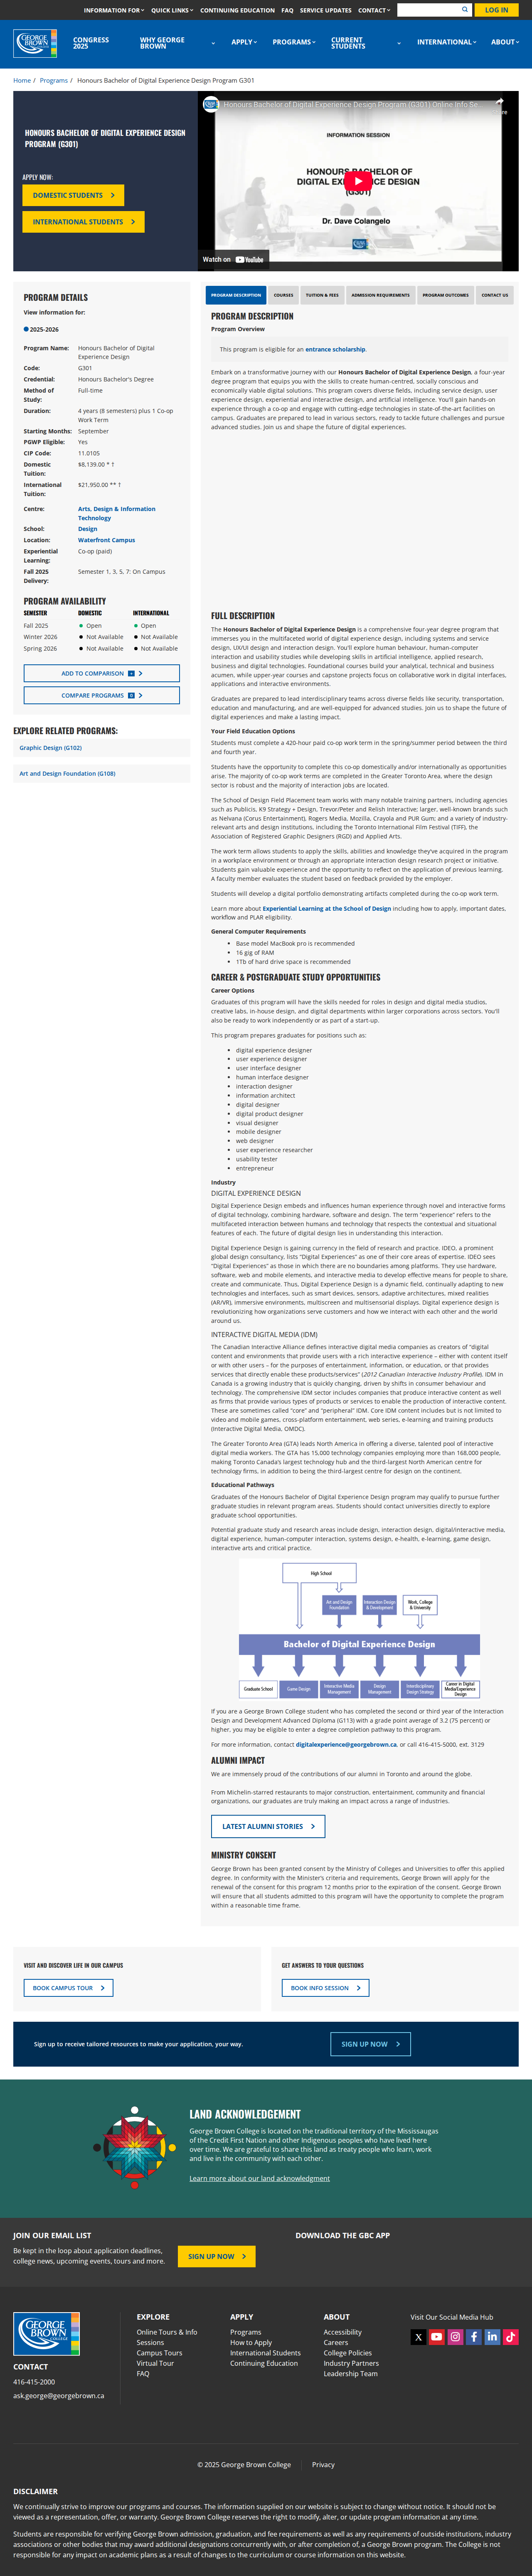 INFORMATION FOR QUICK LINKS CONTINUING EDUCATION FAQ SERVICE UPDATES CONTACT LOG IN
GEORGE BROWN COLLEGE
CONGRESS 2025 WHY GEORGE BROWN APPLY PROGRAMS CURRENT STUDENTS INTERNATIONAL ABOUT
Home / Programs / Honours Bachelor of Digital Experience Design Program G301
HONOURS BACHELOR OF DIGITAL EXPERIENCE DESIGN
PROGRAM (G301)
APPLY NOW:
DOMESTIC STUDENTS
INTERNATIONAL STUDENTS
Honours Bachelor of Digital Experience Design Program (G301) Online Info Se
INFORMATION SESSION
HONOURS BACHELOR
OF DIGITAL EXPERIENCE DESIGN
(G301)
Dr. Dave Colangelo
Watch on YouTube
PROGRAM DETAILS
View information for:
2025-2026
Program Name: Honours Bachelor of Digital
Experience Design
Code: G301
Credential: Honours Bachelor's Degree
Method of Study: Full-time
Duration: 4 years (8 semesters) plus 1 Co-op
Work Term
Starting Months: September
PGWP Eligible: Yes
CIP Code: 11.0105
Domestic Tuition: $8,139.00 * †
International Tuition: $21,950.00 ** †
Centre: Arts, Design & Information
Technology
School: Design
Location: Waterfront Campus
Experiential Learning: Co-op (paid)
Fall 2025 Delivery: Semester 1, 3, 5, 7: On Campus
PROGRAM AVAILABILITY
SEMESTER DOMESTIC INTERNATIONAL
Fall 2025 Open Open
Winter 2026 Not Available Not Available
Spring 2026 Not Available Not Available
ADD TO COMPARISON +
COMPARE PROGRAMS 0
EXPLORE RELATED PROGRAMS:
Graphic Design (G102)
Art and Design Foundation (G108)
PROGRAM DESCRIPTION COURSES TUITION & FEES ADMISSION REQUIREMENTS PROGRAM OUTCOMES CONTACT US
PROGRAM DESCRIPTION
Program Overview
This program is eligible for an entrance scholarship.
Embark on a transformative journey with our Honours Bachelor of Digital Experience Design, a four-year
degree program that equips you with the skills to create human-centred, socially conscious and
economically viable digital solutions. This program covers diverse fields, including service design, user
experience design, experiential and interactive design, and artificial intelligence. You'll gain hands-on
experience through a co-op and engage with cutting-edge technologies in state-of-art facilities on
campus. Graduates are prepared to lead in various sectors, ready to tackle future challenges and expand
pursued studies. Join us and shape the future of digital experiences.
FULL DESCRIPTION
The Honours Bachelor of Digital Experience Design is a comprehensive four-year degree program that
immerses you in the multifaceted world of digital experience design, including systems and service
design, UX/UI design and interaction design. You'll explore human behaviour, human-computer
interaction and usability studies while developing skills in artificial intelligence, applied research,
business and digital technologies. Foundational courses build your analytical, technical and business
acumen, while upper-year courses allow for customized pathways in complex digital work in organizations,
applications and interactive environments.
Graduates are prepared to lead interdisciplinary teams across diverse fields like security, transportation,
education and manufacturing, and are well-equipped for advanced studies. Join us to shape the future of
digital experiences and make a lasting impact.
Your Field Education Options
Students must complete a 420-hour paid co-op work term in the spring/summer period between the third
and fourth year.
Students have the opportunity to complete this co-op domestically and/or internationally as opportunities
arise. The majority of co-op work terms are completed in the Greater Toronto Area, where the design
sector is robust and the majority of interaction jobs are located.
The School of Design Field Placement team works with many notable training partners, including agencies
such as Publicis, K9 Strategy + Design, Trevor/Peter and Relish Interactive; larger, well-known brands such
as Nelvana (Corus Entertainment), Rogers Media, Mozilla, Crayola and PUR Gum; and a variety of industry-
relevant arts and design institutions, including the Toronto International Film Festival (TIFF), the
Association of Registered Graphic Designers (RGD) and Applied Arts.
The work term allows students to apply the skills, abilities and knowledge they've acquired in the program
in a workplace environment or through an appropriate interaction design research project or initiative.
Students gain valuable experience and the opportunity to reflect on the application of previous learning.
A faculty member evaluates the student based on feedback provided by the employer.
Students will develop a digital portfolio demonstrating artifacts completed during the co-op work term.
Learn more about Experiential Learning at the School of Design including how to apply, important dates,
workflow and PLAR eligibility.
General Computer Requirements
Base model MacBook pro is recommended
16 gig of RAM
1Tb of hard drive space is recommended
CAREER & POSTGRADUATE STUDY OPPORTUNITIES
Career Options
Graduates of this program will have the skills needed for roles in design and digital media studios,
creative labs, in-house design, and digital departments within larger corporations across sectors. You'll
also be ready to work independently or as part of a start-up.
This program prepares graduates for positions such as:
digital experience designer
user experience designer
user interface designer
human interface designer
interaction designer
information architect
digital designer
digital product designer
visual designer
mobile designer
web designer
user experience researcher
usability tester
entrepreneur
Industry
DIGITAL EXPERIENCE DESIGN
Digital Experience Design embeds and influences human experience through novel and interactive forms
of digital technology, combining hardware, software and design. The term “experience” refers to the
multifaceted interaction between humans and technology that respects the contextual and situational
features of each. The future of digital design lies in understanding this interaction.
Digital Experience Design is gaining currency in the field of research and practice. IDEO, a prominent
global design consultancy, lists “Digital Experiences” as one of their core areas of expertise. IDEO sees
“Digital Experiences” as those in which there are no boundaries among platforms. They use hardware,
software, web and mobile elements, and interactive media to develop effective means for people to share,
create and communicate. Thus, Digital Experience Design is a dynamic field, continually adapting to new
techniques and interfaces, such as smart devices, sensors, adaptive architectures, mixed realities
(AR/VR), immersive environments, multiscreen and multisensorial displays. Digital experience design is
revolutionizing how organizations serve customers and how we interact with each other and the world
around us.
INTERACTIVE DIGITAL MEDIA (IDM)
The Canadian Interactive Alliance defines interactive digital media companies as creators of “digital
content and environments that provide users with a rich interactive experience – either with content itself
or with other users – for the purposes of entertainment, information, or education, or that provides
services that directly enable these products/services” (2012 Canadian Interactive Industry Profile). IDM in
Canada is a growing industry that is quickly changing, driven by shifts in consumer behaviour and
technology. The comprehensive IDM sector includes companies that produce interactive content as well
as firms that provide various types of products or services to enable the production of interactive content.
These are sometimes called “core” and “peripheral” IDM. Core IDM content includes but is not limited to
video and mobile games, cross-platform entertainment, web series, e-learning and training products
(Interactive Digital Media, OMDC).
The Greater Toronto Area (GTA) leads North America in offering a diverse, talented pool of interactive
digital media workers. The GTA has 15,000 technology companies employing more than 168,000 people,
making Toronto Canada’s largest technology hub and the third-largest North American centre for
technology firms, in addition to being the third-largest centre for design on the continent.
Educational Pathways
Graduates of the Honours Bachelor of Digital Experience Design program may qualify to pursue further
graduate studies in relevant program areas. Students should contact universities directly to explore
graduate school opportunities.
Potential graduate study and research areas include design, interaction design, digital/interactive media,
digital experience, human-computer interaction, systems design, e-health, e-learning, game design,
interactive arts and critical practice.
High School
Art and Design Foundation
Interaction Design & Development
Work, College & University
Bachelor of Digital Experience Design
Graduate School
Game Design
Interactive Media Management
Design Management
Interdisciplinary Design Strategy
Career in Digital Media/Experience Design
If you are a George Brown College student who has completed the second or third year of the Interaction
Design and Development Advanced Diploma (G113) with a grade point average of 3.2 (75 percent) or
higher, you may be eligible to enter a degree completion pathway to this program.
For more information, contact digitalexperience@georgebrown.ca, or call 416-415-5000, ext. 3129
ALUMNI IMPACT
We are immensely proud of the contributions of our alumni in Toronto and around the globe.
From Michelin-starred restaurants to major construction, entertainment, community and financial
organizations, our graduates are truly making an impact across a range of industries.
LATEST ALUMNI STORIES
MINISTRY CONSENT
George Brown has been granted consent by the Ministry of Colleges and Universities to offer this applied
degree. In conformity with the Minister’s criteria and requirements, George Brown will apply for the
renewal of the consent for this program 12 months prior to the expiration of the consent. George Brown
will ensure that all students admitted to this program will have the opportunity to complete the program
within a reasonable time frame.
VISIT AND DISCOVER LIFE IN OUR CAMPUS
BOOK CAMPUS TOUR
GET ANSWERS TO YOUR QUESTIONS
BOOK INFO SESSION
Sign up to receive tailored resources to make your application, your way.
SIGN UP NOW
LAND ACKNOWLEDGEMENT
George Brown College is located on the traditional territory of the Mississaugas
of the Credit First Nation and other Indigenous peoples who have lived here
over time. We are grateful to share this land as treaty people who learn, work
and live in the community with each other.
Learn more about our land acknowledgment
JOIN OUR EMAIL LIST
Be kept in the loop about application deadlines,
college news, upcoming events, tours and more.
SIGN UP NOW
DOWNLOAD THE GBC APP
GEORGE BROWN COLLEGE
CONTACT
416-415-2000
ask.george@georgebrown.ca
EXPLORE
Online Tours & Info
Sessions
Campus Tours
Virtual Tour
FAQ
APPLY
Programs
How to Apply
International Students
Continuing Education
ABOUT
Accessibility
Careers
College Policies
Industry Partners
Leadership Team
Visit Our Social Media Hub
© 2025 George Brown College Privacy
DISCLAIMER
We continually strive to improve our programs and courses. The information supplied on our website is subject to change without notice. It should not be
viewed as a representation, offer, or warranty. George Brown College reserves the right to modify, alter, or update program information at any time.
Students are responsible for verifying George Brown admission, graduation, and fee requirements as well as any requirements of outside institutions, industry
associations or other bodies that may award additional designations concurrently with, or after completion of, a George Brown program. The College is not
responsible for any impact on academic plans as a result of changes to the curriculum or course information on this website.